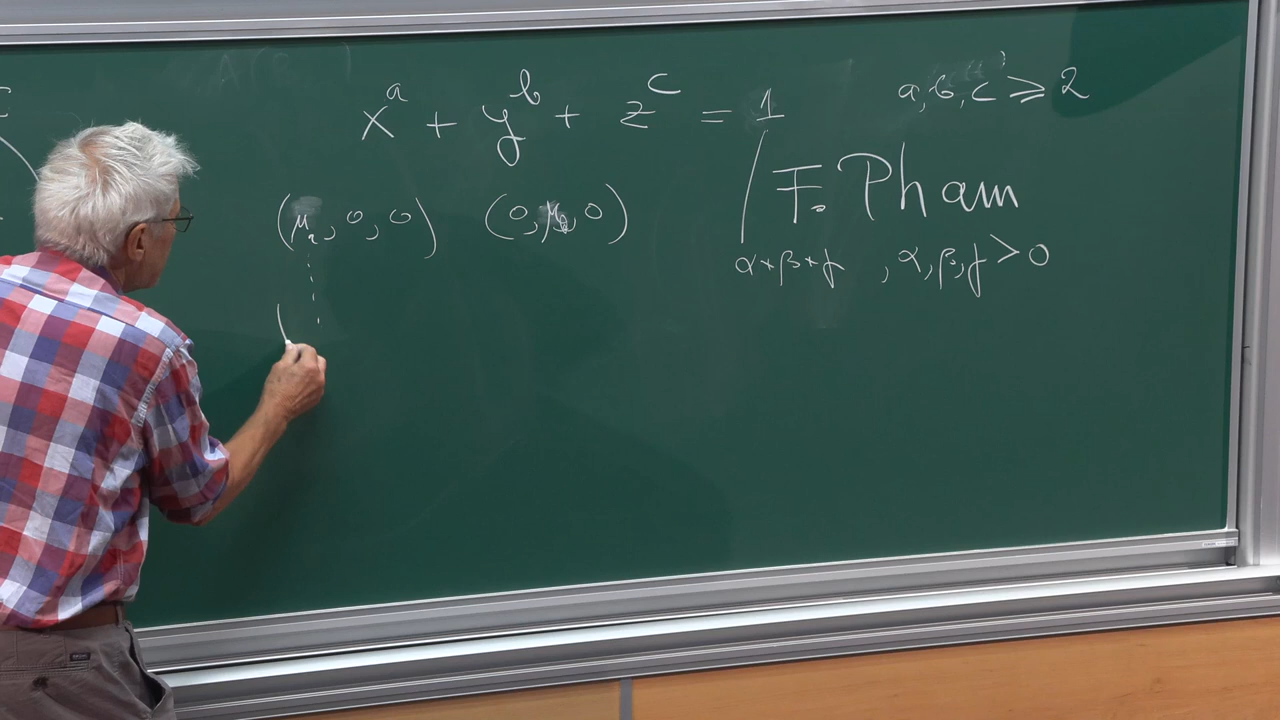 x^a + y^b + z^c = 1   a, b, c ≥ 2
F. Pham
(μ_a, 0, 0)   (0, μ_b, 0)
α + β + γ , α, β, γ > 0